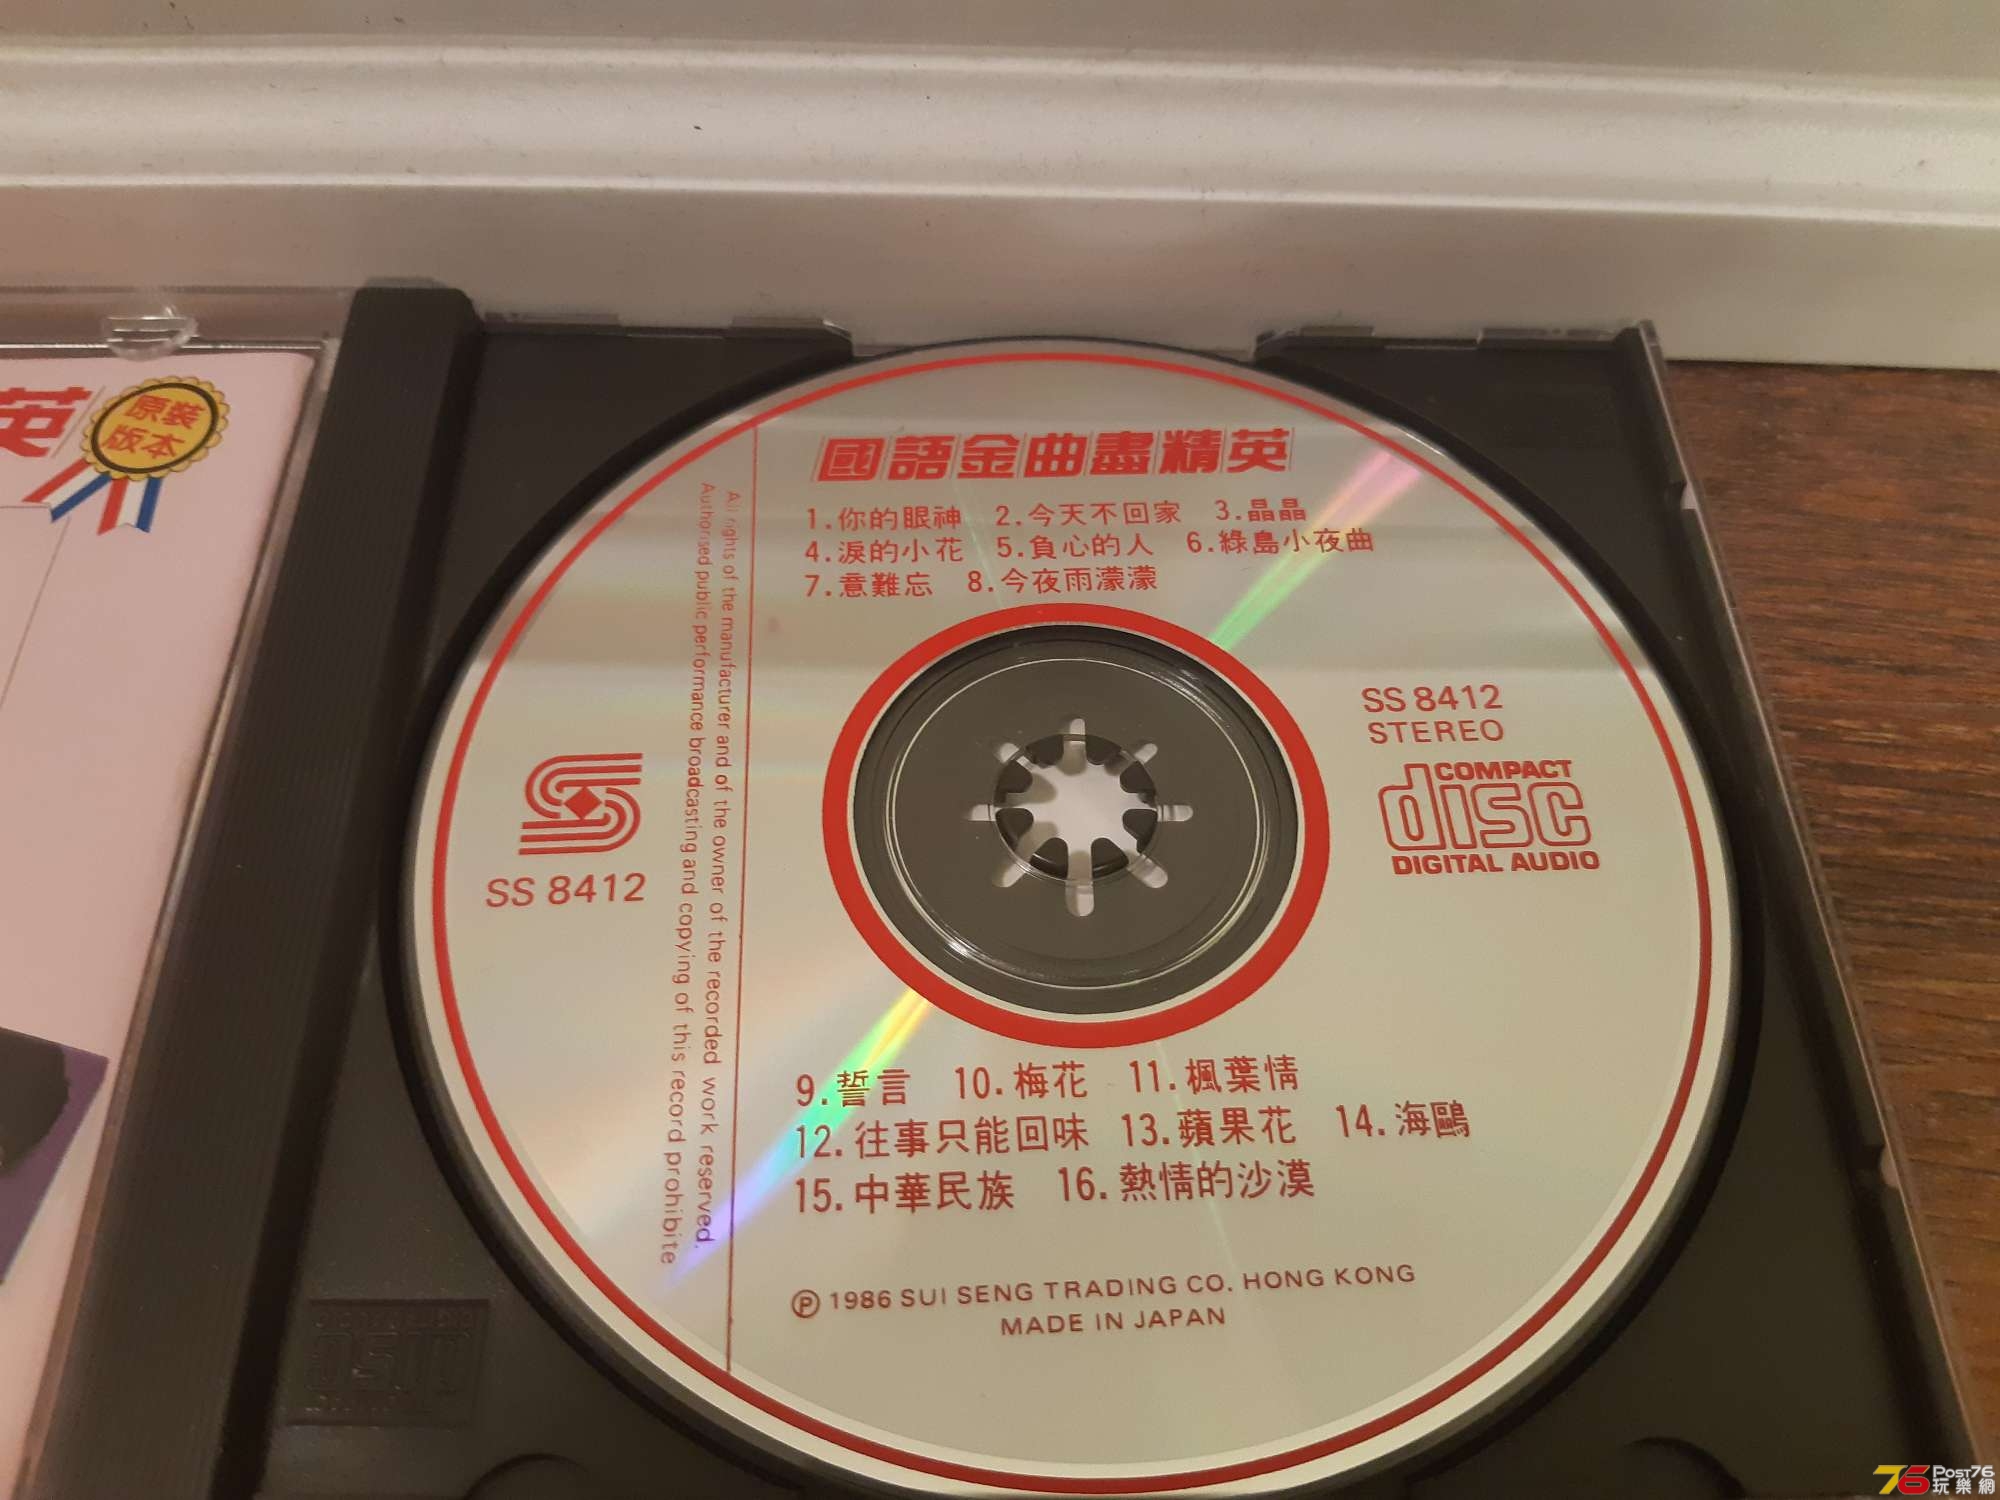 英
原裝
版本
國語金曲盡精英
1.你的眼神 2.今天不回家 3.晶晶
4.淚的小花 5.負心的人 6.綠島小夜曲
7.意難忘 8.今夜雨濛濛
All rights of the manufacturer and of the owner of the recorded work reserved.
Authorised public performance broadcasting and copying of this record prohibite
SS 8412
SS 8412
STEREO
COMPACT
disc
DIGITAL AUDIO
9.誓言 10.梅花 11.楓葉情
12.往事只能回味 13.蘋果花 14.海鷗
15.中華民族 16.熱情的沙漠
Ⓟ 1986 SUI SENG TRADING CO. HONG KONG
MADE IN JAPAN
76 POST76
玩樂網